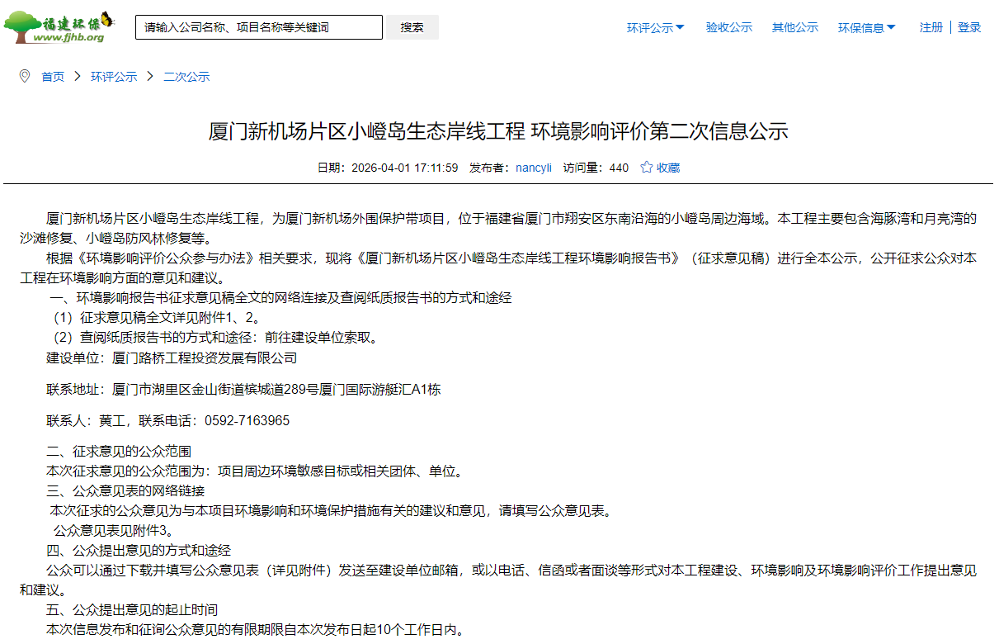 福建环保
www.fjhb.org
请输入公司名称、项目名称等关键词
搜索
环评公示 验收公示 其他公示 环保信息 注册 | 登录
首页 > 环评公示 > 二次公示
厦门新机场片区小嶝岛生态岸线工程 环境影响评价第二次信息公示
日期：2026-04-01 17:11:59 发布者：nancyli 访问量：440 收藏
厦门新机场片区小嶝岛生态岸线工程，为厦门新机场外围保护带项目，位于福建省厦门市翔安区东南沿海的小嶝岛周边海域。本工程主要包含海豚湾和月亮湾的
沙滩修复、小嶝岛防风林修复等。
根据《环境影响评价公众参与办法》相关要求，现将《厦门新机场片区小嶝岛生态岸线工程环境影响报告书》（征求意见稿）进行全本公示，公开征求公众对本
工程在环境影响方面的意见和建议。
一、环境影响报告书征求意见稿全文的网络连接及查阅纸质报告书的方式和途经
（1）征求意见稿全文详见附件1、2。
（2）查阅纸质报告书的方式和途径：前往建设单位索取。
建设单位：厦门路桥工程投资发展有限公司
联系地址：厦门市湖里区金山街道槟城道289号厦门国际游艇汇A1栋
联系人：黄工，联系电话：0592-7163965
二、征求意见的公众范围
本次征求意见的公众范围为：项目周边环境敏感目标或相关团体、单位。
三、公众意见表的网络链接
本次征求的公众意见为与本项目环境影响和环境保护措施有关的建议和意见，请填写公众意见表。
公众意见表见附件3。
四、公众提出意见的方式和途经
公众可以通过下载并填写公众意见表（详见附件）发送至建设单位邮箱，或以电话、信函或者面谈等形式对本工程建设、环境影响及环境影响评价工作提出意见
和建议。
五、公众提出意见的起止时间
本次信息发布和征询公众意见的有限期限自本次发布日起10个工作日内。